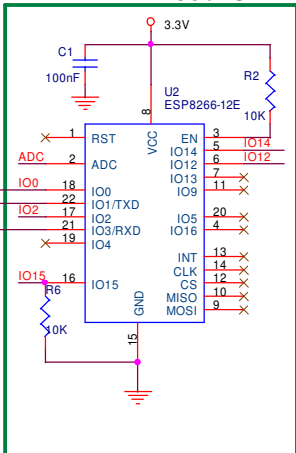 3.3V
C1
100nF
U2
ESP8266-12E
R2
10K
8
VCC
1 RST
EN 3
IO14
IO14 5
ADC
2 ADC
IO12 6
IO12
IO13 7
IO0
18 IO0
IO9 11
22 IO1/TXD
IO2
17 IO2
IO5 20
21 IO3/RXD
IO16 4
19 IO4
INT 13
CLK 14
IO15
16 IO15
CS 12
R6
MISO 10
MOSI 9
10K
GND
15